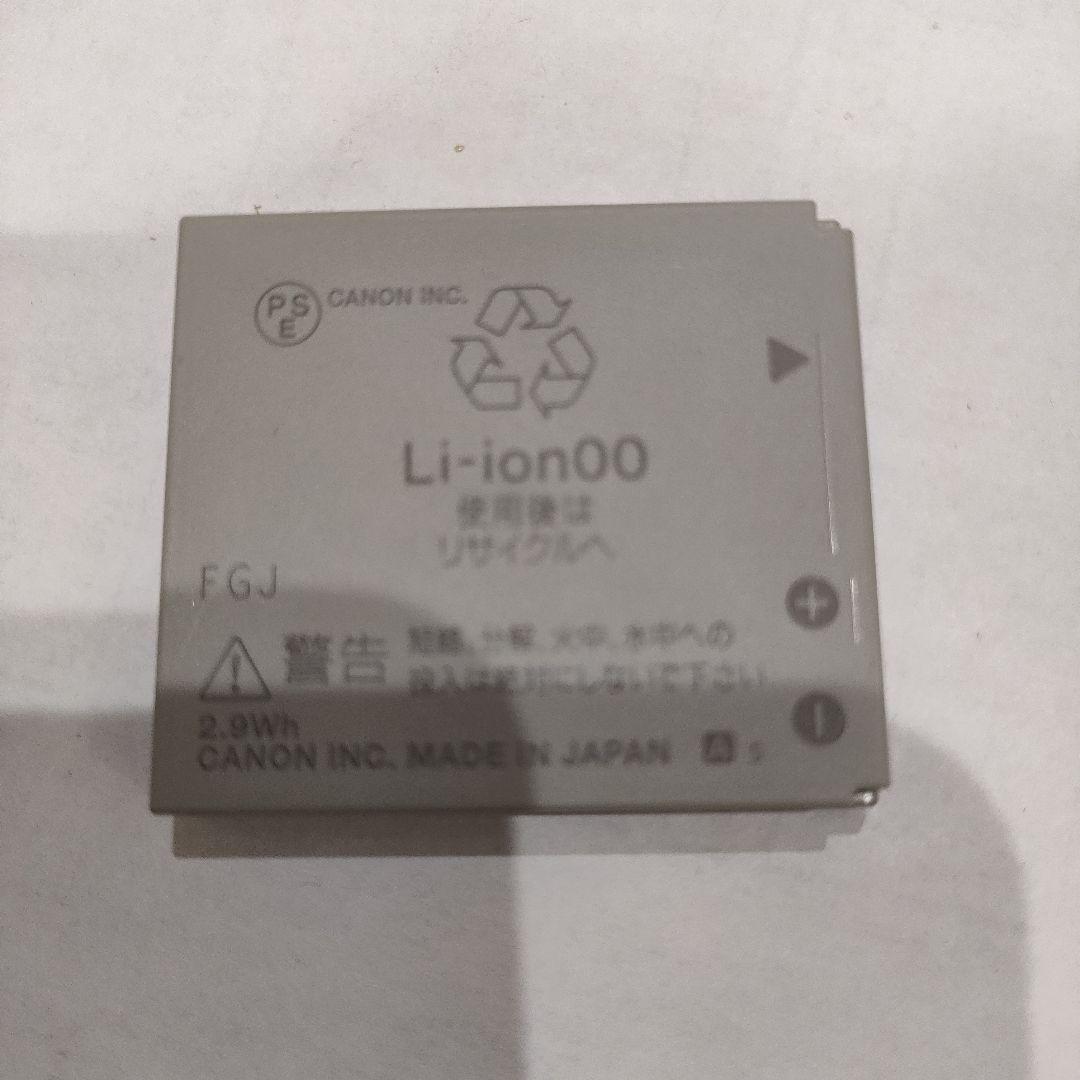 PSE CANON INC.
Li-ion00
使用後は
リサイクルへ
FGJ
警告 短絡、分解、火中、水中への
投入は絶対にしないで下さい
2.9Wh
CANON INC. MADE IN JAPAN